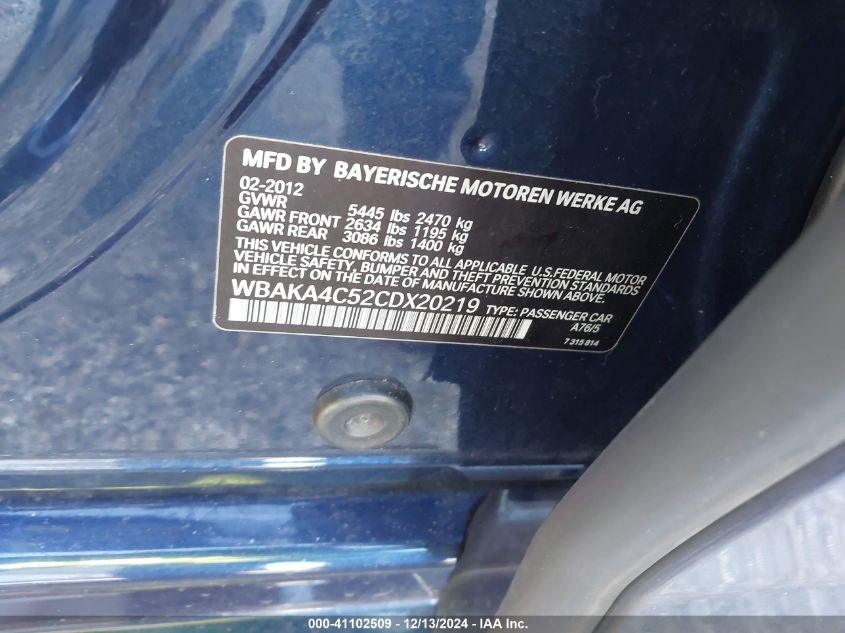 MFD BY BAYERISCHE MOTOREN WERKE AG
02-2012
GVWR 5445 lbs 2470 kg
GAWR FRONT 2634 lbs 1195 kg
GAWR REAR 3086 lbs 1400 kg
THIS VEHICLE CONFORMS TO ALL APPLICABLE U.S.FEDERAL MOTOR
VEHICLE SAFETY, BUMPER, AND THEFT PREVENTION STANDARDS
IN EFFECT ON THE DATE OF MANUFACTURE SHOWN ABOVE.
WBAKA4C52CDX20219 TYPE: PASSENGER CAR
A76/5
7 315 814
000-41102509 - 12/13/2024 - IAA Inc.